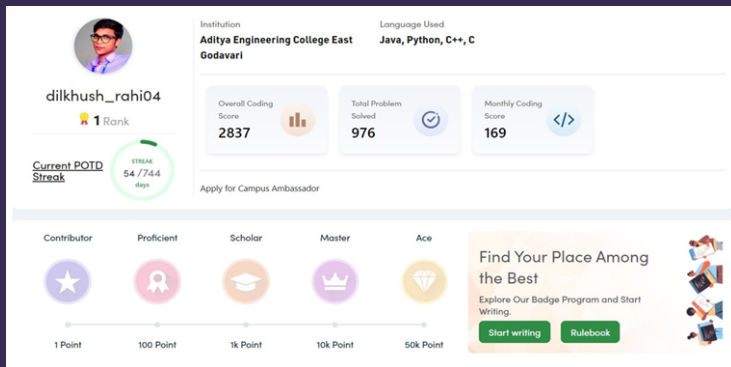 dilkhush_rahi04
1 Rank
Current POTD
Streak
STREAK
54 /744
days
Institution
Aditya Engineering College East
Godavari
Language Used
Java, Python, C++, C
Overall Coding
Score
2837
Total Problem
Solved
976
Monthly Coding
Score
169
</>
Apply for Campus Ambassador
Contributor
Proficient
Scholar
Master
Ace
1 Point
100 Point
1k Point
10k Point
50k Point
Find Your Place Among
the Best
Explore Our Badge Program and Start
Writing.
Start writing
Rulebook